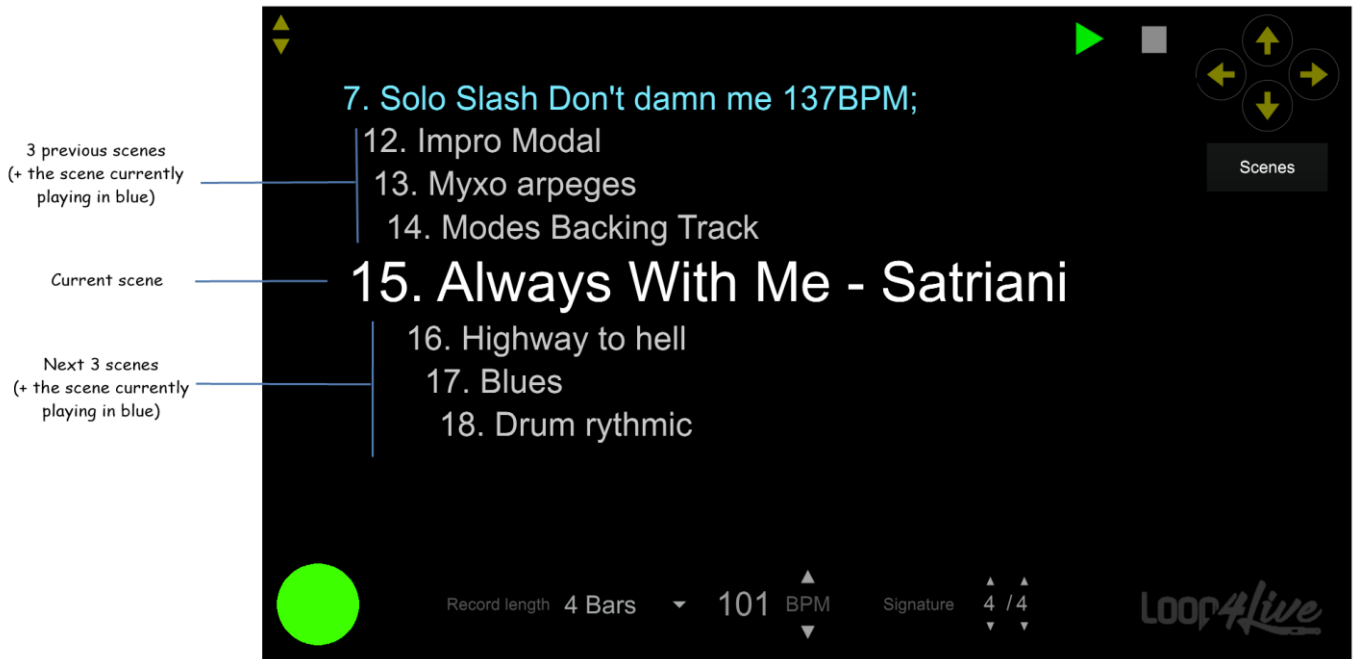 7. Solo Slash Don't damn me 137BPM;
12. Impro Modal
13. Myxo arpeges
14. Modes Backing Track
15. Always With Me - Satriani
16. Highway to hell
17. Blues
18. Drum rythmic
3 previous scenes
(+ the scene currently
playing in blue)
Current scene
Next 3 scenes
(+ the scene currently
playing in blue)
Scenes
Record length 4 Bars 101 BPM Signature 4 / 4
Loop4Live